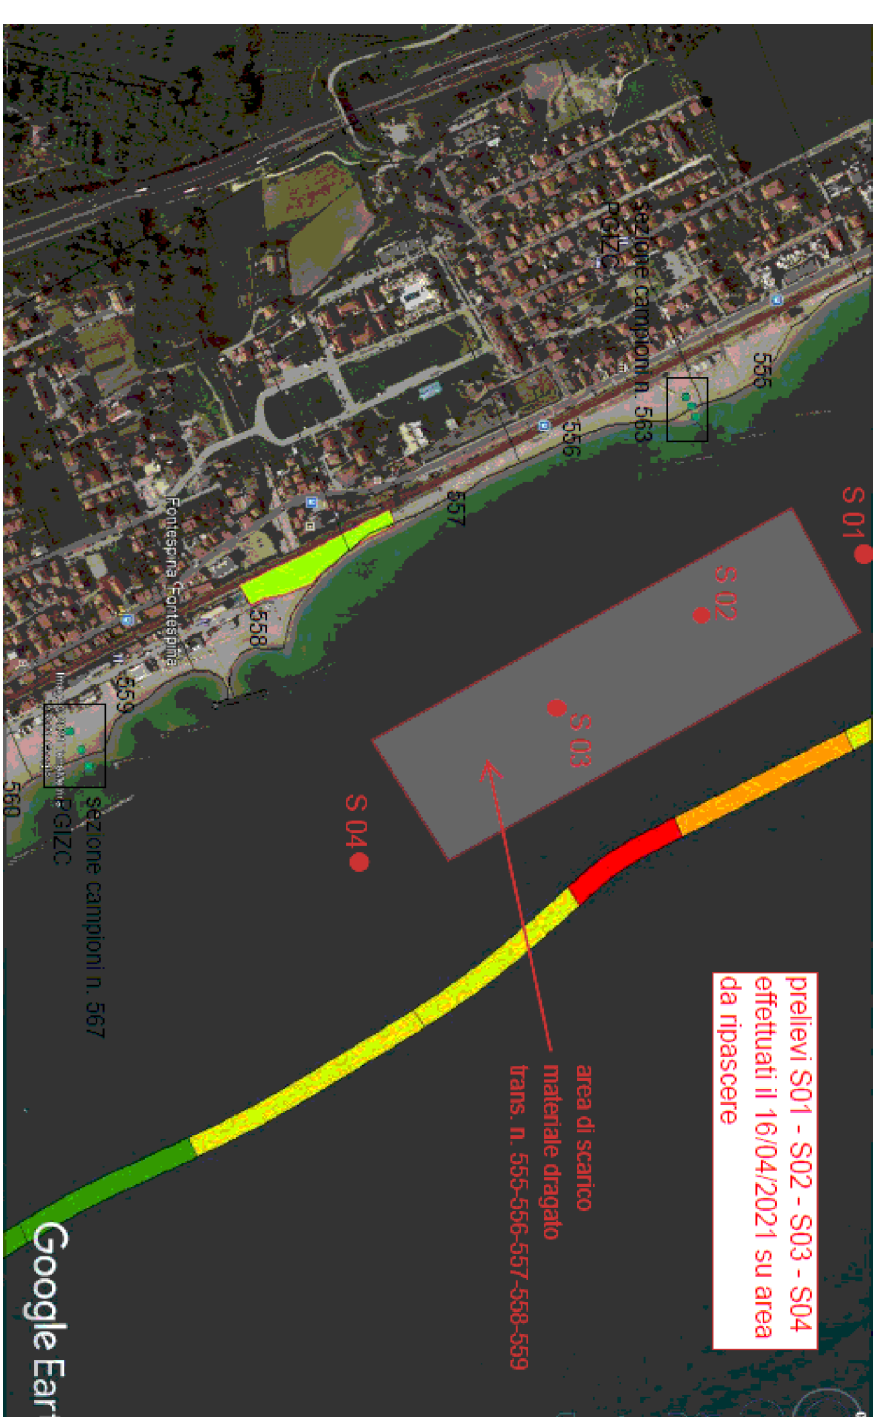 prelievi S01 - S02 - S03 - S04
effettuati il 16/04/2021 su area
da ripascere
area di scarico
materiale dragato
trans. n. 555-556-557-558-559
S 01
S 02
S 03
S 04
sezione campioni n. 563
PGIZC
555
556
557
558
559
560
Fontespina Fontespina
sezione campioni n. 567
PGIZC
Google Eart